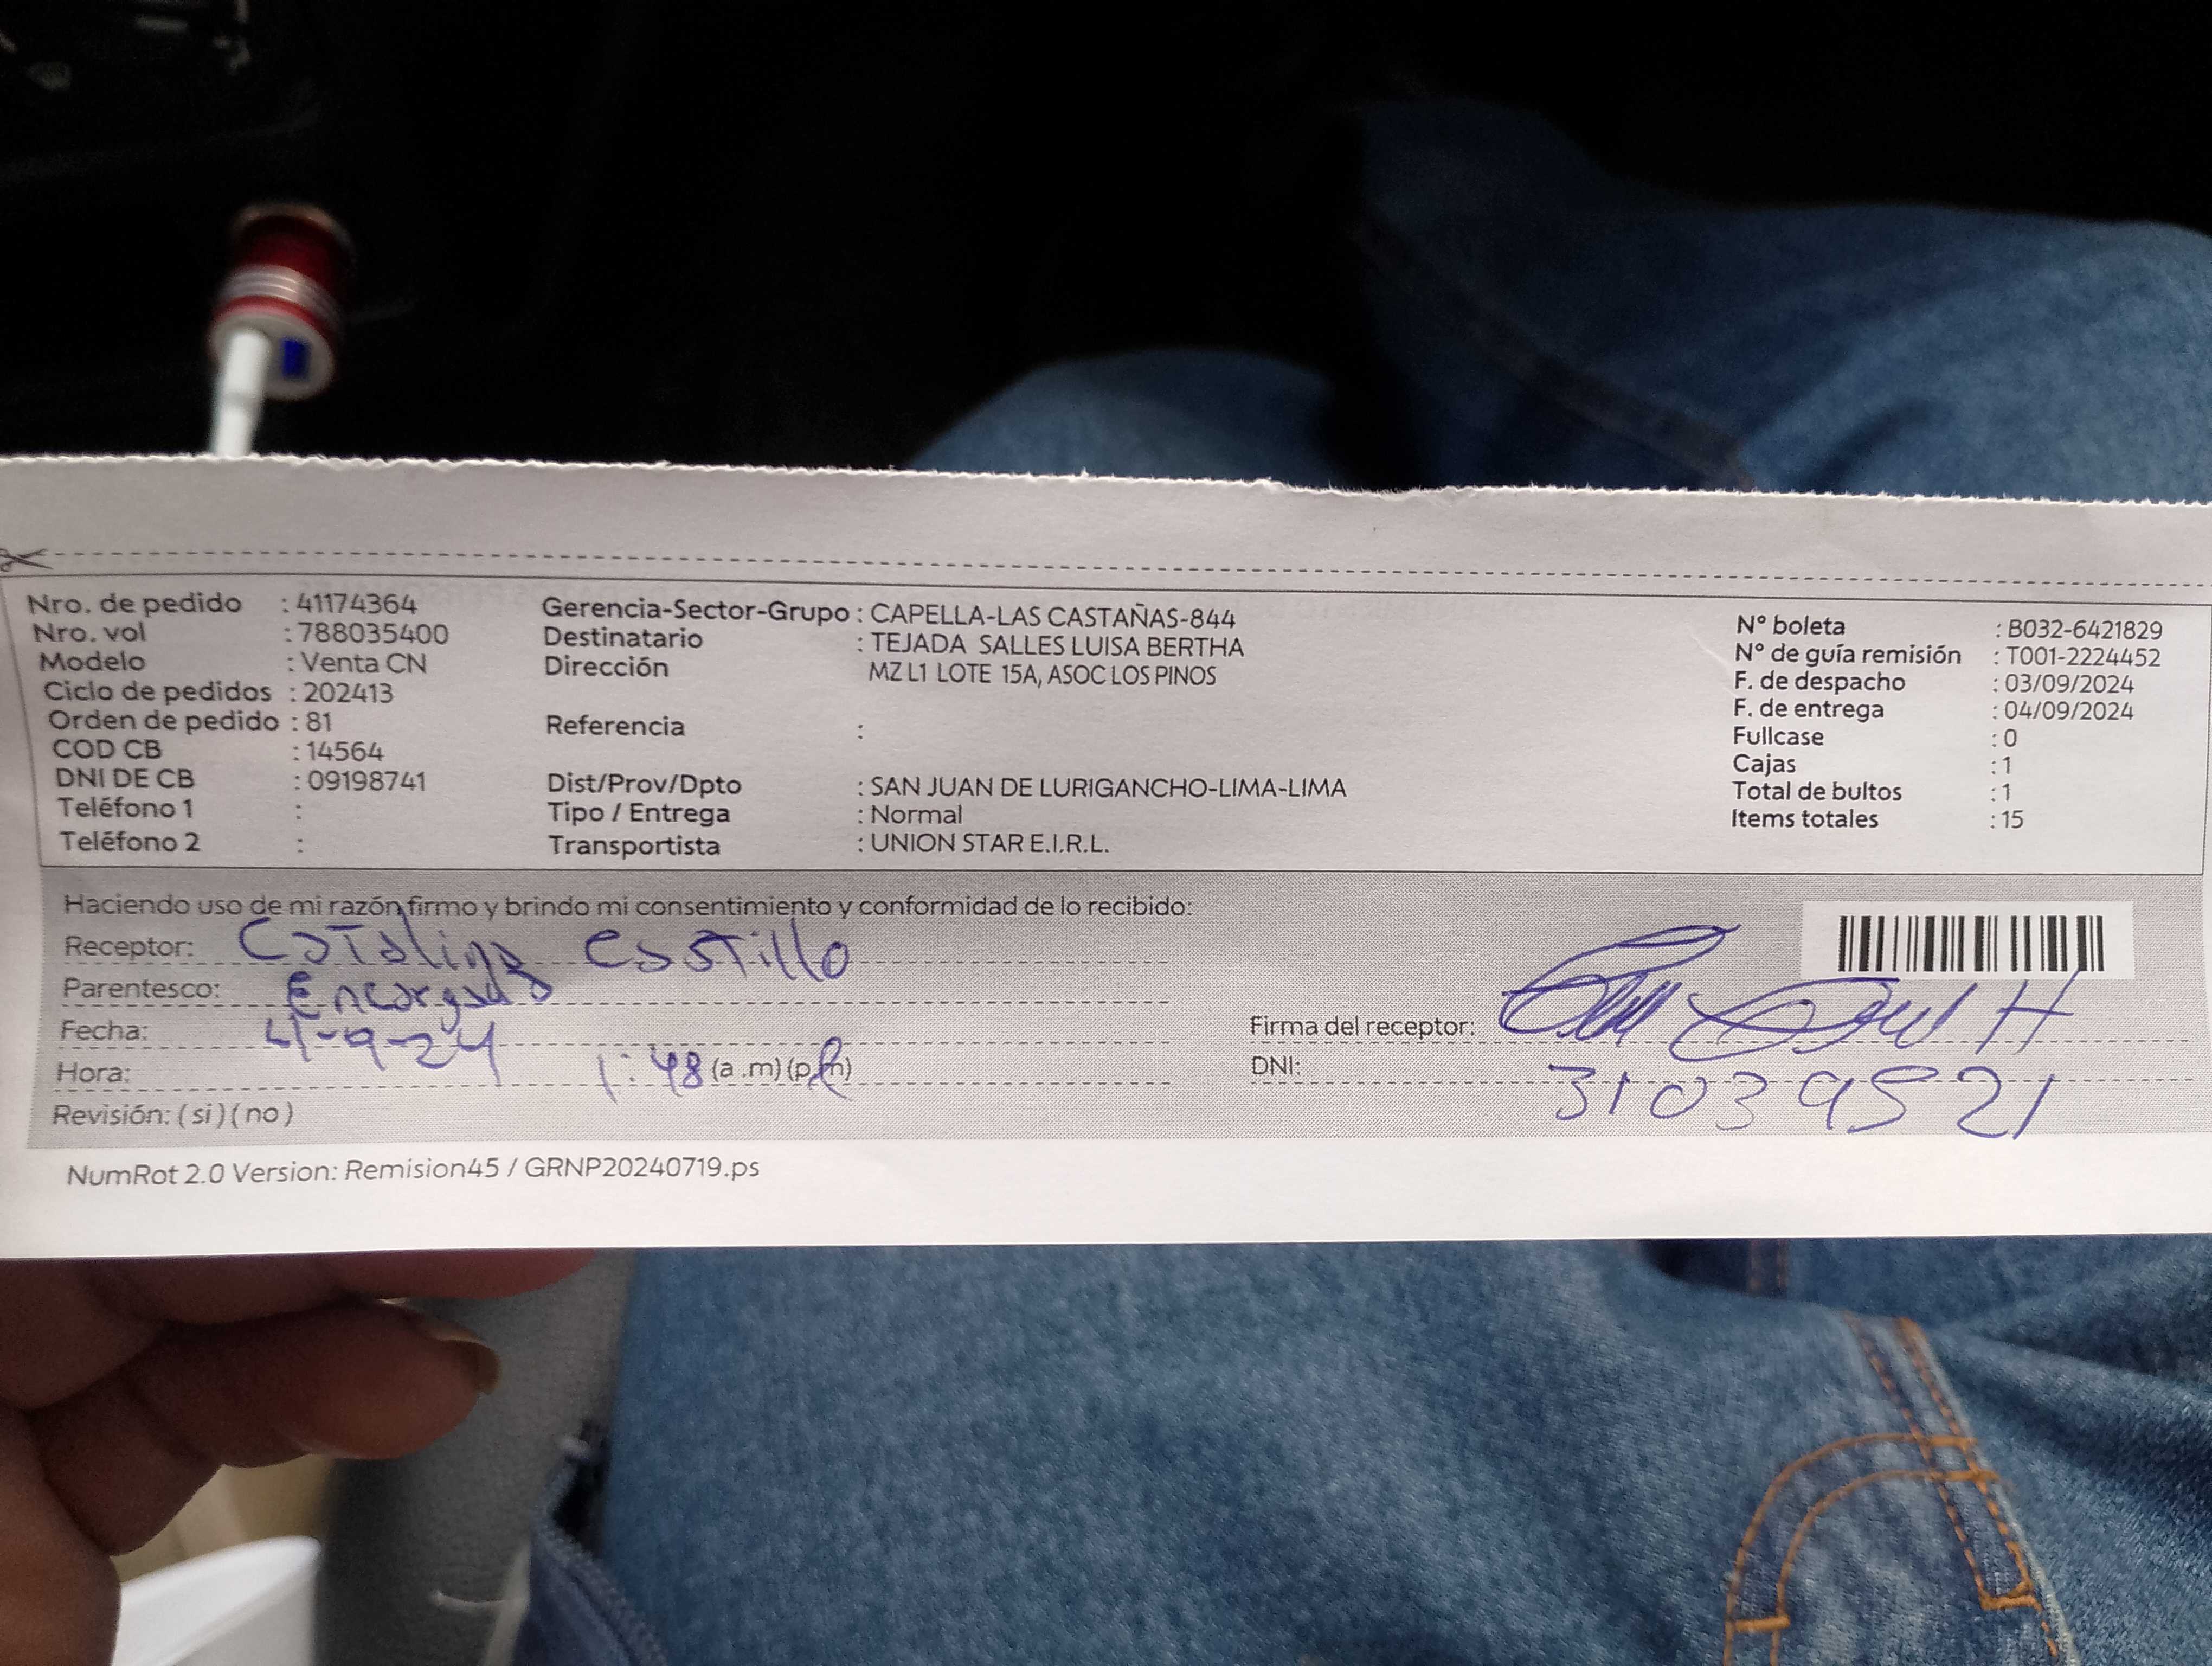 Nro. de pedido : 41174364
Nro. vol : 788035400
Modelo : Venta CN
Ciclo de pedidos : 202413
Orden de pedido : 81
COD CB : 14564
DNI DE CB : 09198741
Teléfono 1 :
Teléfono 2 :
Gerencia-Sector-Grupo : CAPELLA-LAS CASTAÑAS-844
Destinatario : TEJADA SALLES LUISA BERTHA
Dirección MZ L1 LOTE 15A, ASOC LOS PINOS
Referencia :
Dist/Prov/Dpto : SAN JUAN DE LURIGANCHO-LIMA-LIMA
Tipo / Entrega : Normal
Transportista : UNION STAR E.I.R.L.
N° boleta : B032-6421829
N° de guía remisión : T001-2224452
F. de despacho : 03/09/2024
F. de entrega : 04/09/2024
Fullcase : 0
Cajas : 1
Total de bultos : 1
Items totales : 15
Haciendo uso de mi razón firmo y brindo mi consentimiento y conformidad de lo recibido:
Receptor: Catalina Castillo
Parentesco: Encargada
Fecha: 4-9-24
Hora: 1:48 (a .m) (p.m)
Revisión: ( si ) ( no )
Firma del receptor:
DNI: 31039521
NumRot 2.0 Version: Remision45 / GRNP20240719.ps